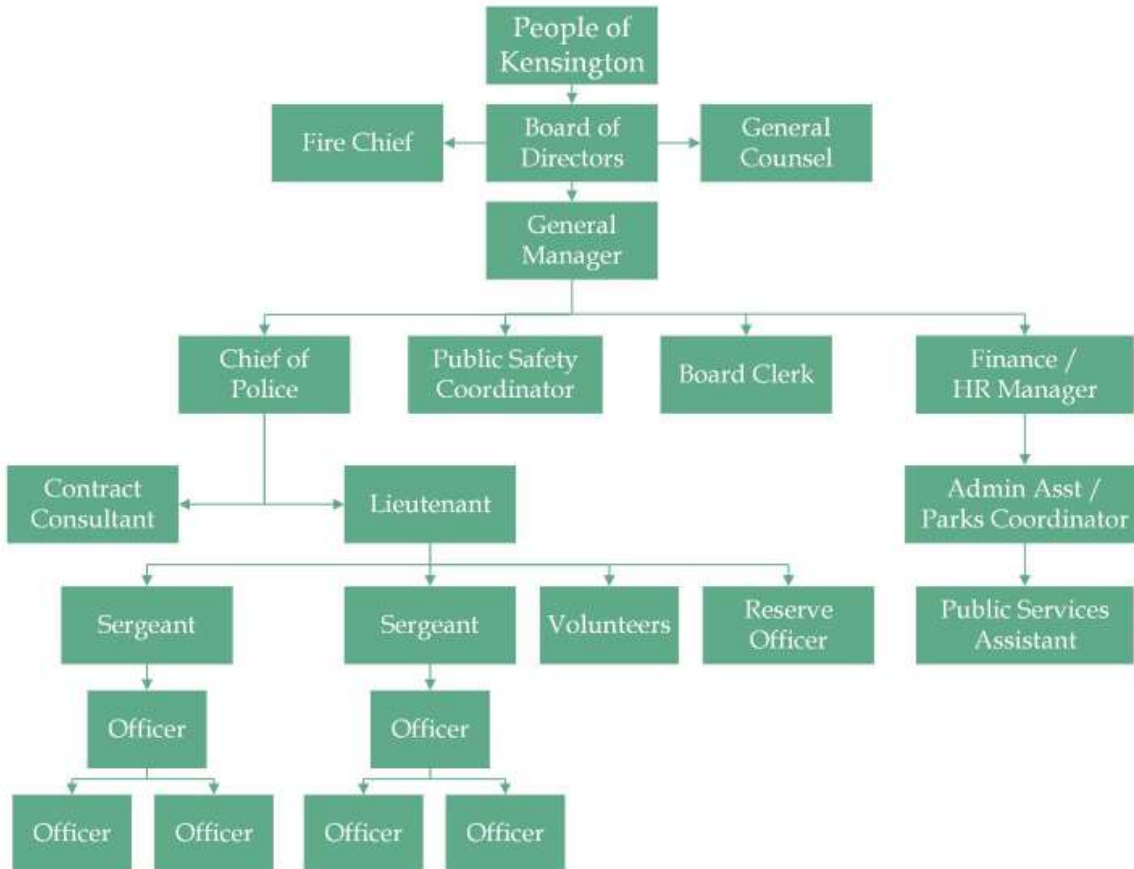 People of
Kensington
Fire Chief
Board of
Directors
General
Counsel
General
Manager
Chief of
Police
Public Safety
Coordinator
Board Clerk
Finance /
HR Manager
Contract
Consultant
Lieutenant
Admin Asst /
Parks Coordinator
Sergeant
Sergeant
Volunteers
Reserve
Officer
Public Services
Assistant
Officer
Officer
Officer
Officer
Officer
Officer